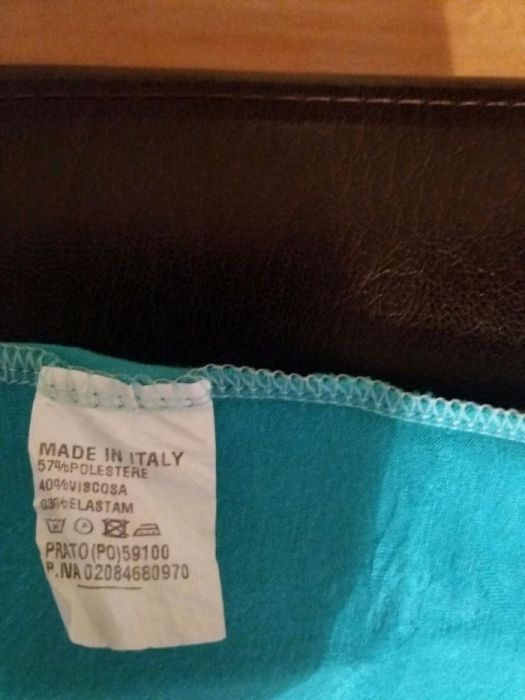 MADE IN ITALY
57%POLESTERE
40%VISCOSA
03%ELASTAM
PRATO(PO)59100
P.IVA 02084680970